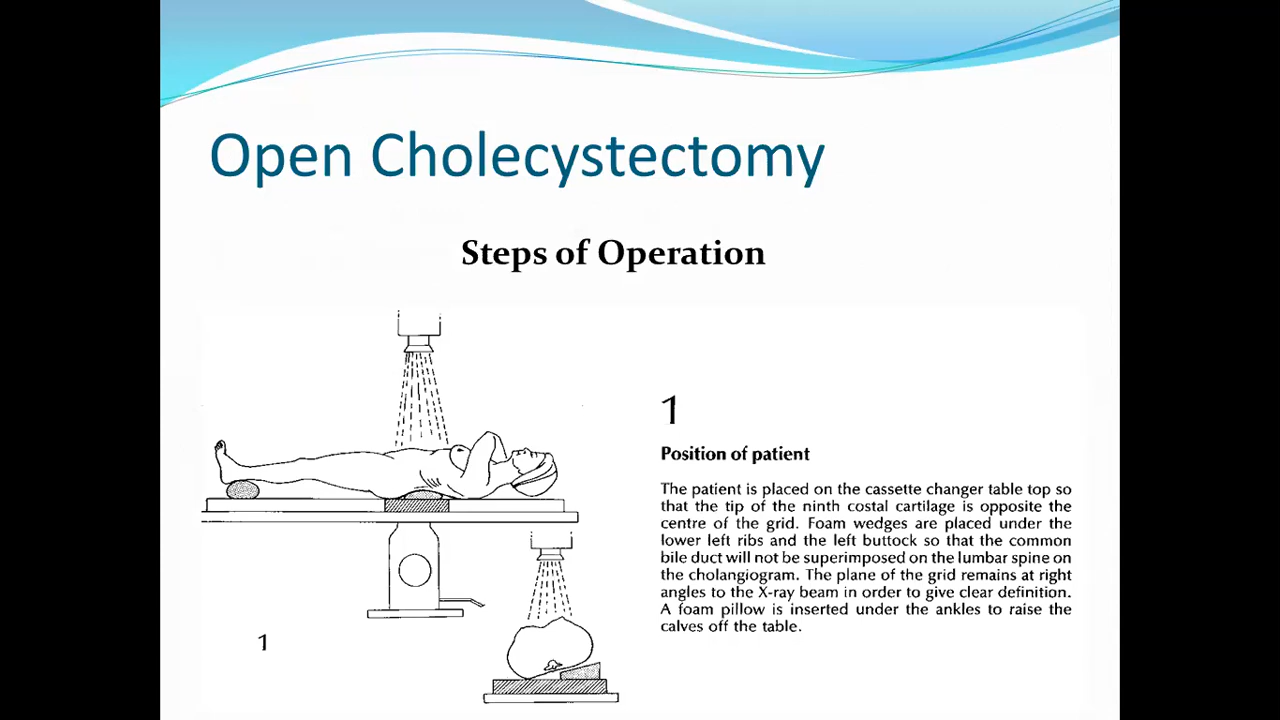 Open Cholecystectomy
Steps of Operation
1
Position of patient
The patient is placed on the cassette changer table top so
that the tip of the ninth costal cartilage is opposite the
centre of the grid. Foam wedges are placed under the
lower left ribs and the left buttock so that the common
bile duct will not be superimposed on the lumbar spine on
the cholangiogram. The plane of the grid remains at right
angles to the X-ray beam in order to give clear definition.
A foam pillow is inserted under the ankles to raise the
calves off the table.
1